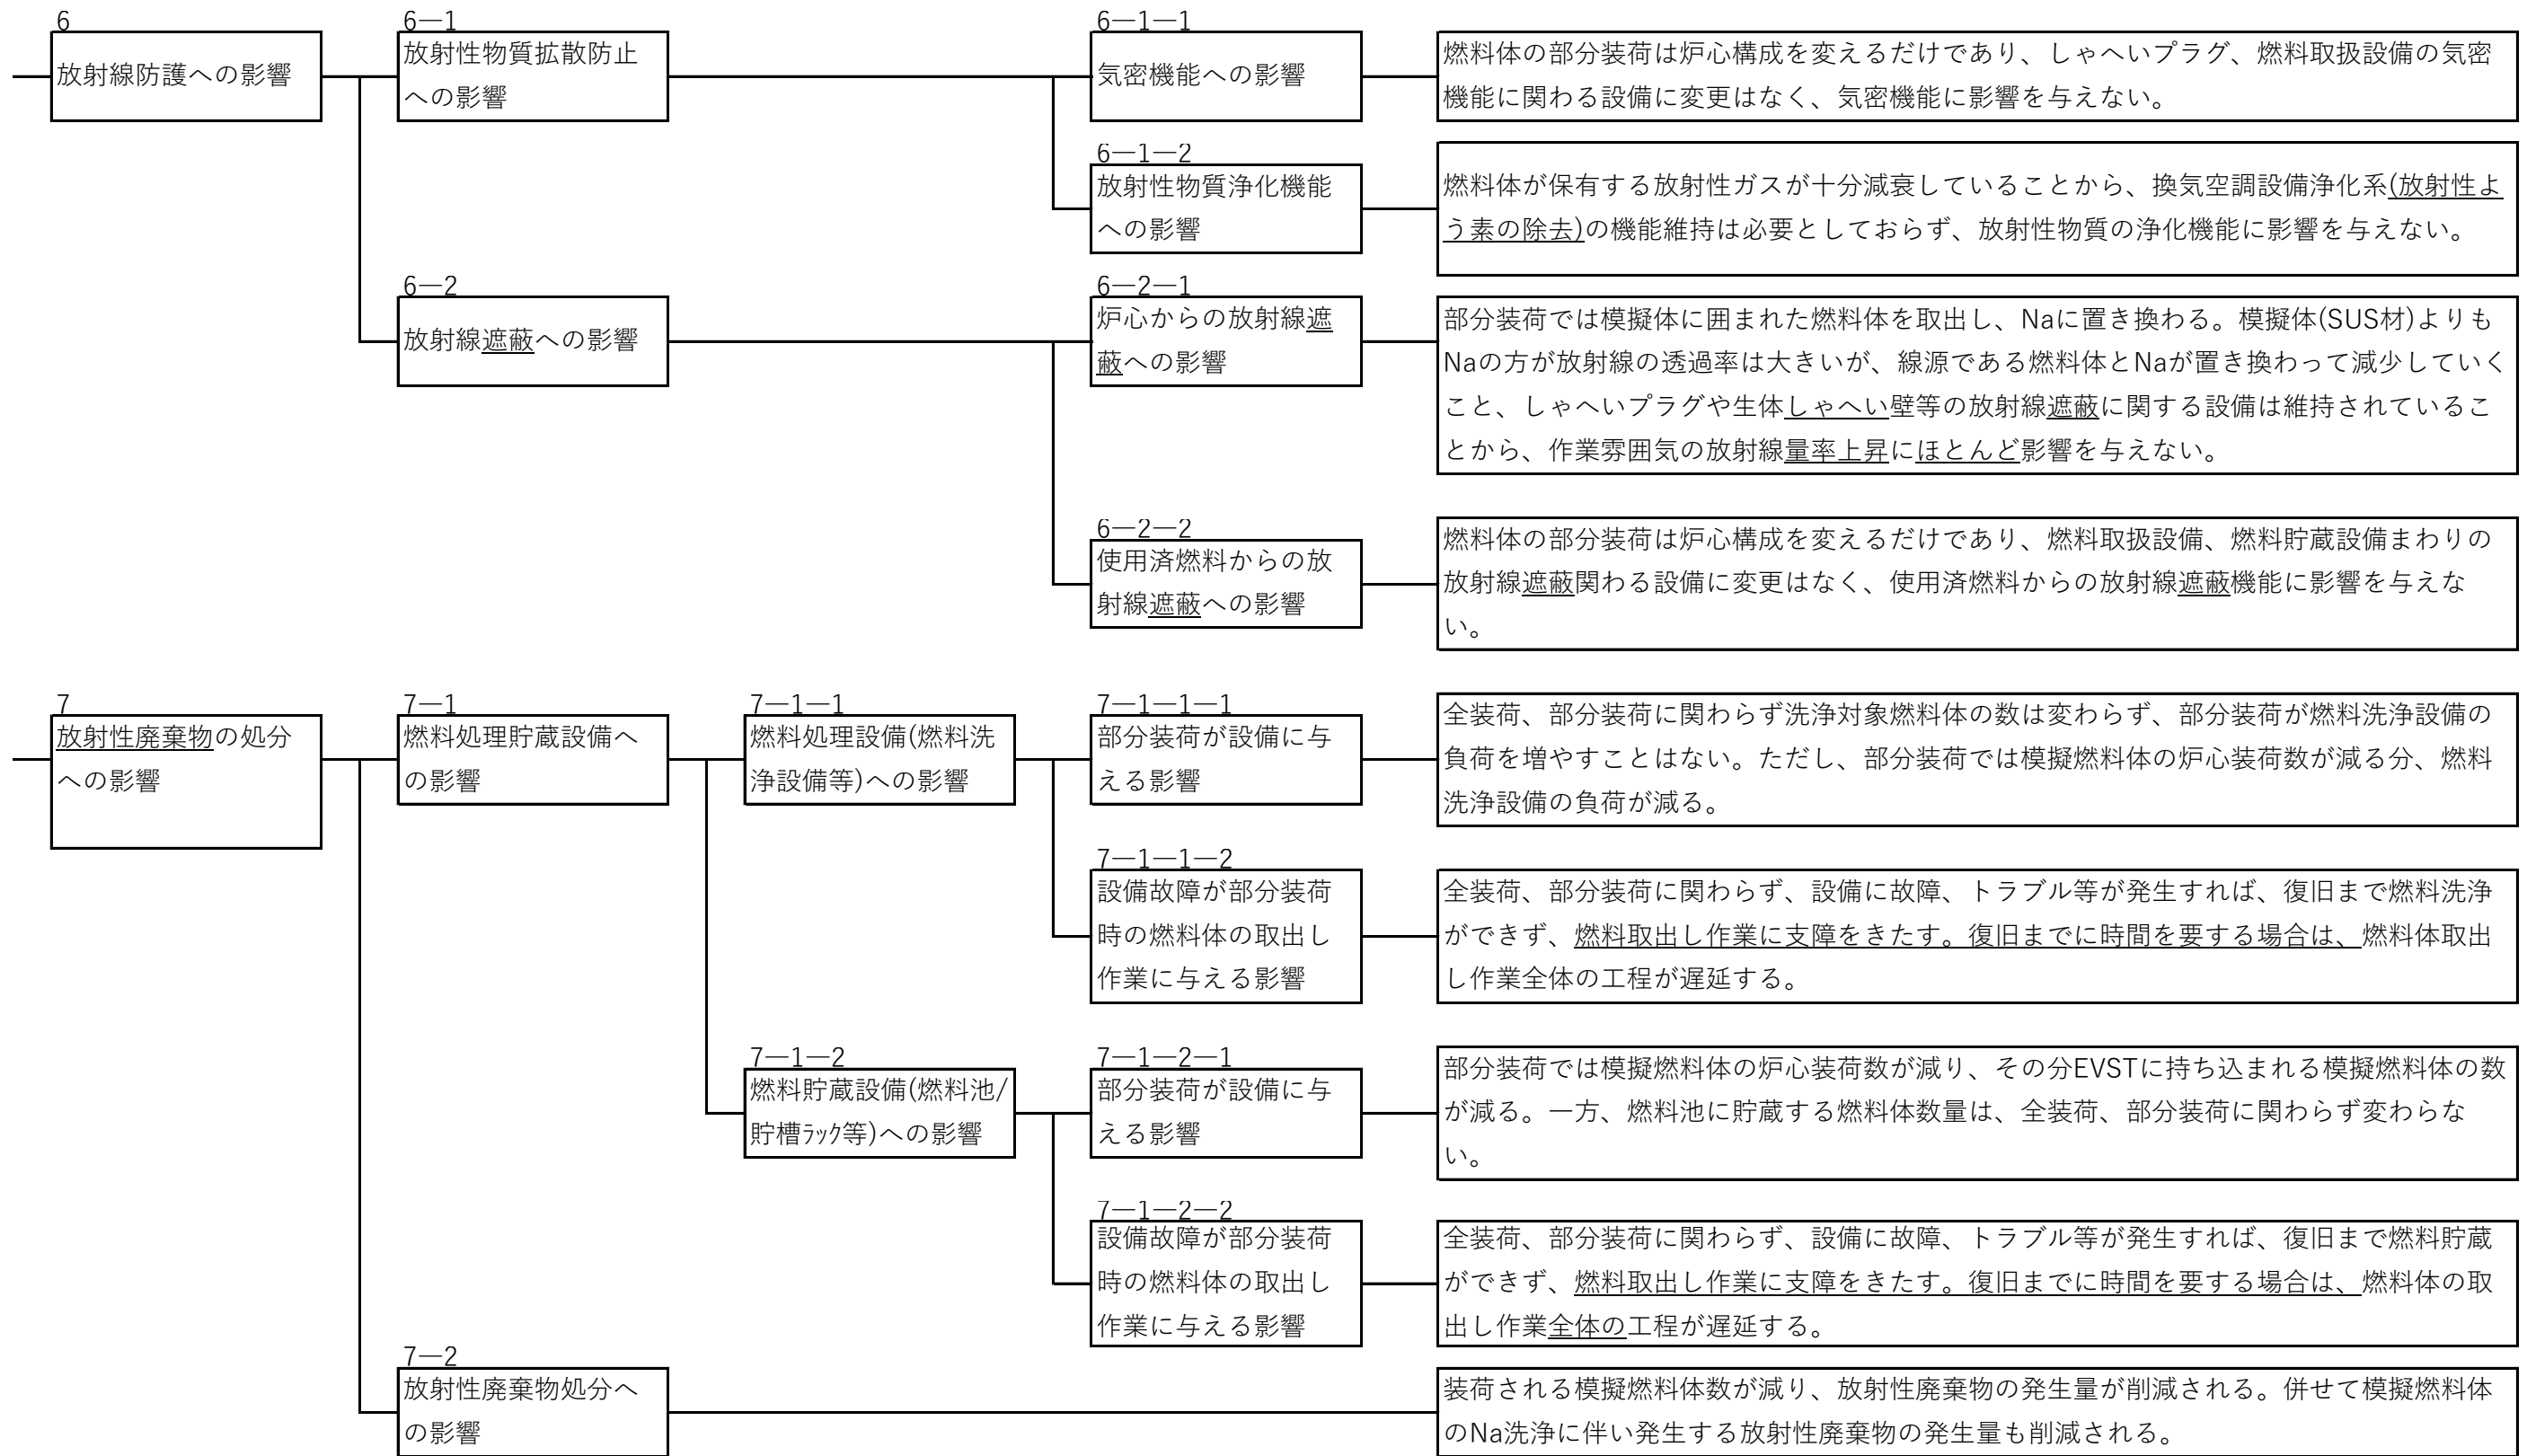 6
放射線防護への影響
6—1
放射性物質拡散防止
への影響
6—1—1
気密機能への影響
燃料体の部分装荷は炉心構成を変えるだけであり、しゃへいプラグ、燃料取扱設備の気密
機能に関わる設備に変更はなく、気密機能に影響を与えない。
6—1—2
放射性物質浄化機能
への影響
燃料体が保有する放射性ガスが十分減衰していることから、換気空調設備浄化系(放射性よ
う素の除去)の機能維持は必要としておらず、放射性物質の浄化機能に影響を与えない。
6—2
放射線遮蔽への影響
6—2—1
炉心からの放射線遮
蔽への影響
部分装荷では模擬体に囲まれた燃料体を取出し、Naに置き換わる。模擬体(SUS材)よりも
Naの方が放射線の透過率は大きいが、線源である燃料体とNaが置き換わって減少していく
こと、しゃへいプラグや生体しゃへい壁等の放射線遮蔽に関する設備は維持されているこ
とから、作業雰囲気の放射線量率上昇にほとんど影響を与えない。
6—2—2
使用済燃料からの放
射線遮蔽への影響
燃料体の部分装荷は炉心構成を変えるだけであり、燃料取扱設備、燃料貯蔵設備まわりの
放射線遮蔽関わる設備に変更はなく、使用済燃料からの放射線遮蔽機能に影響を与えな
い。
7
放射性廃棄物の処分
への影響
7—1
燃料処理貯蔵設備へ
の影響
7—1—1
燃料処理設備(燃料洗
浄設備等)への影響
7—1—1—1
部分装荷が設備に与
える影響
全装荷、部分装荷に関わらず洗浄対象燃料体の数は変わらず、部分装荷が燃料洗浄設備の
負荷を増やすことはない。ただし、部分装荷では模擬燃料体の炉心装荷数が減る分、燃料
洗浄設備の負荷が減る。
7—1—1—2
設備故障が部分装荷
時の燃料体の取出し
作業に与える影響
全装荷、部分装荷に関わらず、設備に故障、トラブル等が発生すれば、復旧まで燃料洗浄
ができず、燃料取出し作業に支障をきたす。復旧までに時間を要する場合は、燃料体取出
し作業全体の工程が遅延する。
7—1—2
燃料貯蔵設備(燃料池/
貯槽ﾗｯｸ等)への影響
7—1—2—1
部分装荷が設備に与
える影響
部分装荷では模擬燃料体の炉心装荷数が減り、その分EVSTに持ち込まれる模擬燃料体の数
が減る。一方、燃料池に貯蔵する燃料体数量は、全装荷、部分装荷に関わらず変わらな
い。
7—1—2—2
設備故障が部分装荷
時の燃料体の取出し
作業に与える影響
全装荷、部分装荷に関わらず、設備に故障、トラブル等が発生すれば、復旧まで燃料貯蔵
ができず、燃料取出し作業に支障をきたす。復旧までに時間を要する場合は、燃料体の取
出し作業全体の工程が遅延する。
7—2
放射性廃棄物処分へ
の影響
装荷される模擬燃料体数が減り、放射性廃棄物の発生量が削減される。併せて模擬燃料体
のNa洗浄に伴い発生する放射性廃棄物の発生量も削減される。